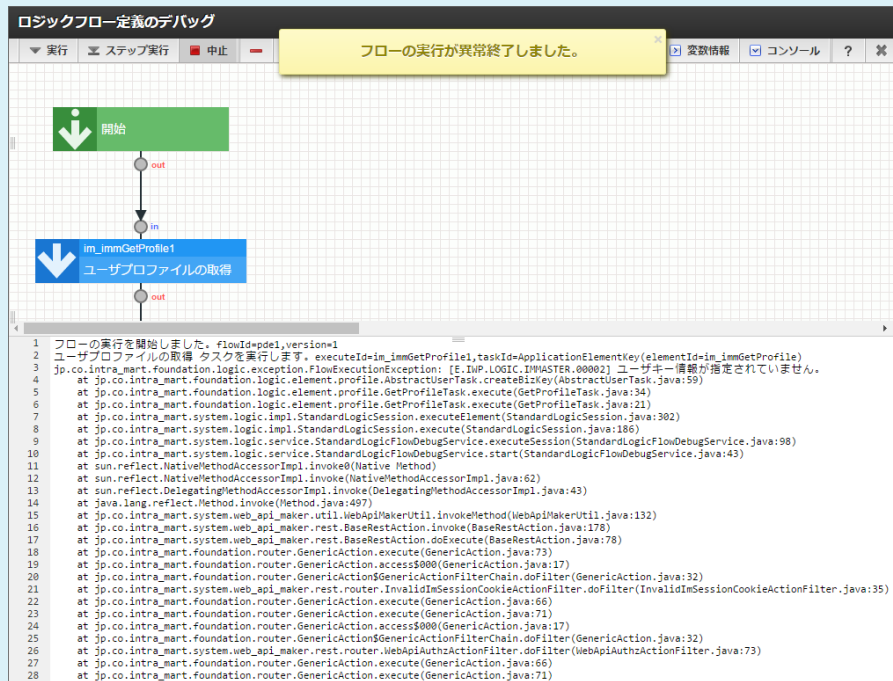 ロジックフロー定義のデバッグ
実行 ステップ実行 中止 フローの実行が異常終了しました。 変数情報 コンソール ?
開始
out
in
im_immGetProfile1
ユーザプロファイルの取得
out
1 フローの実行を開始しました。flowId=pde1,version=1
2 ユーザプロファイルの取得 タスクを実行します。executeId=im_immGetProfile1,taskId=ApplicationElementKey(elementId=im_immGetProfile)
3 jp.co.intra_mart.foundation.logic.exception.FlowExecutionException: [E.IWP.LOGIC.IMMASTER.00002] ユーザキー情報が指定されていません。
4 at jp.co.intra_mart.foundation.logic.element.profile.AbstractUserTask.createBizKey(AbstractUserTask.java:59)
5 at jp.co.intra_mart.foundation.logic.element.profile.GetProfileTask.execute(GetProfileTask.java:34)
6 at jp.co.intra_mart.foundation.logic.element.profile.GetProfileTask.execute(GetProfileTask.java:21)
7 at jp.co.intra_mart.system.logic.impl.StandardLogicSession.executeElement(StandardLogicSession.java:302)
8 at jp.co.intra_mart.system.logic.impl.StandardLogicSession.execute(StandardLogicSession.java:186)
9 at jp.co.intra_mart.system.logic.service.StandardLogicFlowDebugService.executeSession(StandardLogicFlowDebugService.java:98)
10 at jp.co.intra_mart.system.logic.service.StandardLogicFlowDebugService.start(StandardLogicFlowDebugService.java:43)
11 at sun.reflect.NativeMethodAccessorImpl.invoke0(Native Method)
12 at sun.reflect.NativeMethodAccessorImpl.invoke(NativeMethodAccessorImpl.java:62)
13 at sun.reflect.DelegatingMethodAccessorImpl.invoke(DelegatingMethodAccessorImpl.java:43)
14 at java.lang.reflect.Method.invoke(Method.java:497)
15 at jp.co.intra_mart.system.web_api_maker.util.WebApiMakerUtil.invokeMethod(WebApiMakerUtil.java:132)
16 at jp.co.intra_mart.system.web_api_maker.rest.BaseRestAction.invoke(BaseRestAction.java:178)
17 at jp.co.intra_mart.system.web_api_maker.rest.BaseRestAction.doExecute(BaseRestAction.java:78)
18 at jp.co.intra_mart.foundation.router.GenericAction.execute(GenericAction.java:73)
19 at jp.co.intra_mart.foundation.router.GenericAction.access$000(GenericAction.java:17)
20 at jp.co.intra_mart.foundation.router.GenericAction$GenericActionFilterChain.doFilter(GenericAction.java:32)
21 at jp.co.intra_mart.system.web_api_maker.rest.router.InvalidImSessionCookieActionFilter.doFilter(InvalidImSessionCookieActionFilter.java:35)
22 at jp.co.intra_mart.foundation.router.GenericAction.execute(GenericAction.java:66)
23 at jp.co.intra_mart.foundation.router.GenericAction.execute(GenericAction.java:71)
24 at jp.co.intra_mart.foundation.router.GenericAction.access$000(GenericAction.java:17)
25 at jp.co.intra_mart.foundation.router.GenericAction$GenericActionFilterChain.doFilter(GenericAction.java:32)
26 at jp.co.intra_mart.system.web_api_maker.rest.router.WebApiAuthzActionFilter.doFilter(WebApiAuthzActionFilter.java:73)
27 at jp.co.intra_mart.foundation.router.GenericAction.execute(GenericAction.java:66)
28 at jp.co.intra_mart.foundation.router.GenericAction.execute(GenericAction.java:71)